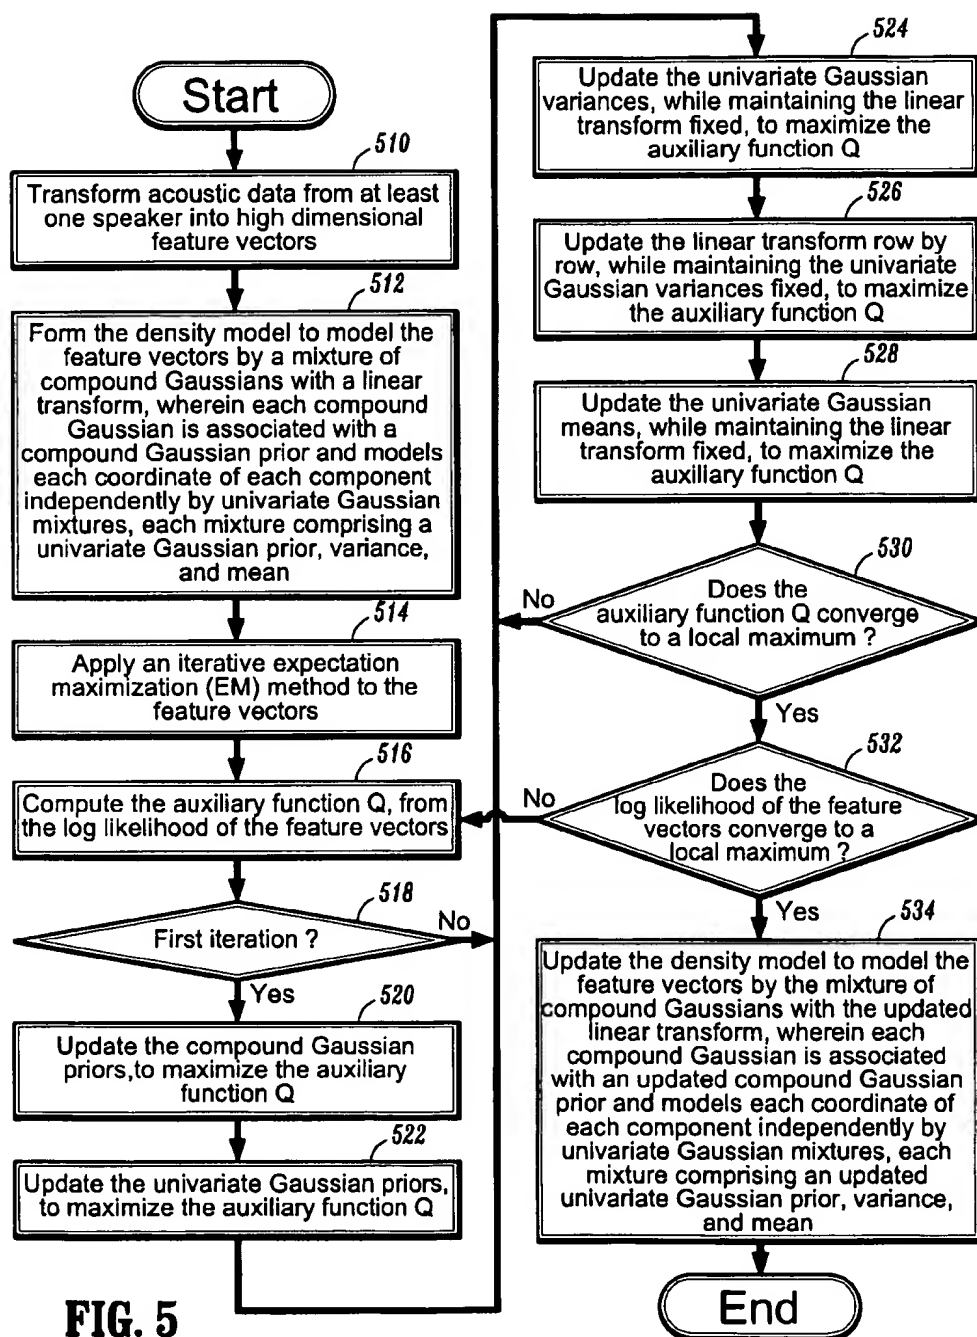 Start
510
Transform acoustic data from at least
one speaker into high dimensional
feature vectors
512
Form the density model to model the
feature vectors by a mixture of
compound Gaussians with a linear
transform, wherein each compound
Gaussian is associated with a
compound Gaussian prior and models
each coordinate of each component
independently by univariate Gaussian
mixtures, each mixture comprising a
univariate Gaussian prior, variance,
and mean
514
Apply an iterative expectation
maximization (EM) method to the
feature vectors
516
Compute the auxiliary function Q, from
the log likelihood of the feature vectors
518
First iteration ?
No
Yes
520
Update the compound Gaussian
priors,to maximize the auxiliary
function Q
522
Update the univariate Gaussian priors,
to maximize the auxiliary function Q
524
Update the univariate Gaussian
variances, while maintaining the linear
transform fixed, to maximize the
auxiliary function Q
526
Update the linear transform row by
row, while maintaining the univariate
Gaussian variances fixed, to maximize
the auxiliary function Q
528
Update the univariate Gaussian
means, while maintaining the linear
transform fixed, to maximize the
auxiliary function Q
530
Does the
auxiliary function Q converge
to a local maximum ?
No
Yes
532
Does the
log likelihood of the feature
vectors converge to a
local maximum ?
No
Yes
534
Update the density model to model the
feature vectors by the mixture of
compound Gaussians with the updated
linear transform, wherein each
compound Gaussian is associated
with an updated compound Gaussian
prior and models each coordinate of
each component independently by
univariate Gaussian mixtures, each
mixture comprising an updated
univariate Gaussian prior, variance,
and mean
End
FIG. 5